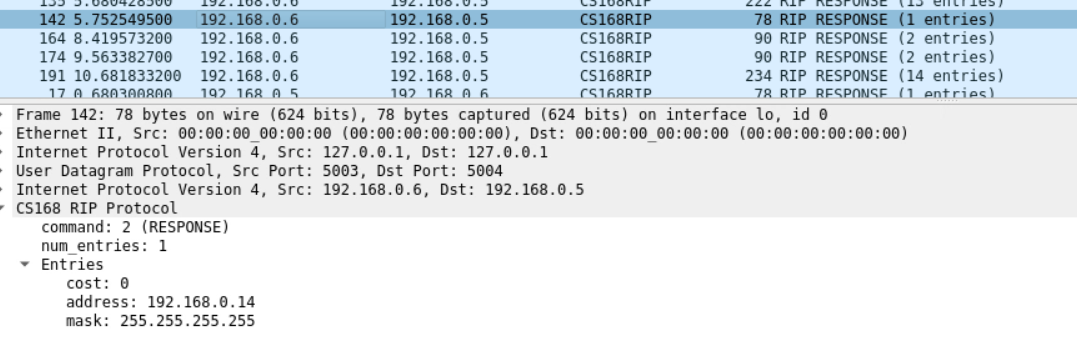 135 5.680428500 192.168.0.6 192.168.0.5 CS168RIP 222 RIP RESPONSE (13 entries)
142 5.752549500 192.168.0.6 192.168.0.5 CS168RIP 78 RIP RESPONSE (1 entries)
164 8.419573200 192.168.0.6 192.168.0.5 CS168RIP 90 RIP RESPONSE (2 entries)
174 9.563382700 192.168.0.6 192.168.0.5 CS168RIP 90 RIP RESPONSE (2 entries)
191 10.681833200 192.168.0.6 192.168.0.5 CS168RIP 234 RIP RESPONSE (14 entries)
17 0.680300800 192.168.0.5 192.168.0.6 CS168RIP 78 RIP RESPONSE (1 entries)
Frame 142: 78 bytes on wire (624 bits), 78 bytes captured (624 bits) on interface lo, id 0
Ethernet II, Src: 00:00:00_00:00:00 (00:00:00:00:00:00), Dst: 00:00:00_00:00:00 (00:00:00:00:00:00)
Internet Protocol Version 4, Src: 127.0.0.1, Dst: 127.0.0.1
User Datagram Protocol, Src Port: 5003, Dst Port: 5004
Internet Protocol Version 4, Src: 192.168.0.6, Dst: 192.168.0.5
CS168 RIP Protocol
command: 2 (RESPONSE)
num_entries: 1
Entries
cost: 0
address: 192.168.0.14
mask: 255.255.255.255